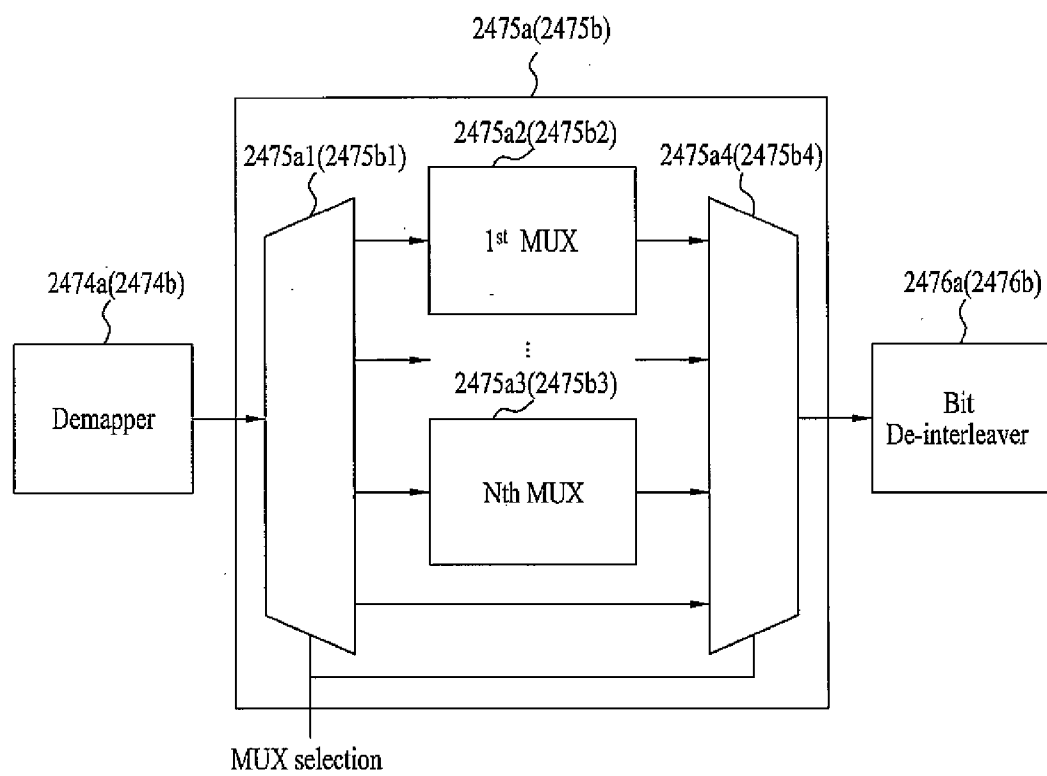 2475a(2475b)
2475a2(2475b2)
2475a1(2475b1)
2475a4(2475b4)
1st MUX
2474a(2474b)
2476a(2476b)
...
2475a3(2475b3)
Demapper
Bit
De-interleaver
Nth MUX
MUX selection